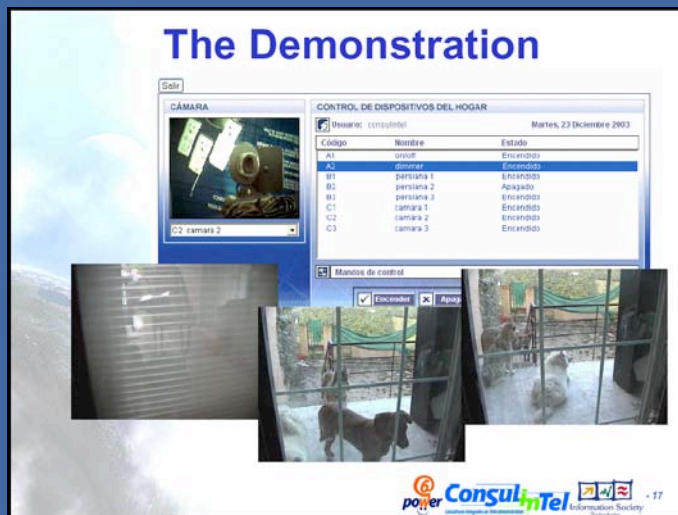 The Demonstration
Salir
CÁMARA
C2 camara 2
CONTROL DE DISPOSITIVOS DEL HOGAR
Usuario: consulintel
Martes, 23 Diciembre 2003
Código Nombre Estado
A1 on/off Encendido
A2 dimmer Encendido
B1 persiana 1 Encendido
B2 persiana 2 Apagado
B3 persiana 3 Encendido
C1 camara 1 Encendido
C2 camara 2 Encendido
C3 camara 3 Encendido
Mandos de control
Encender Apaga
6 power
ConsulinTel
Information Society
- 17